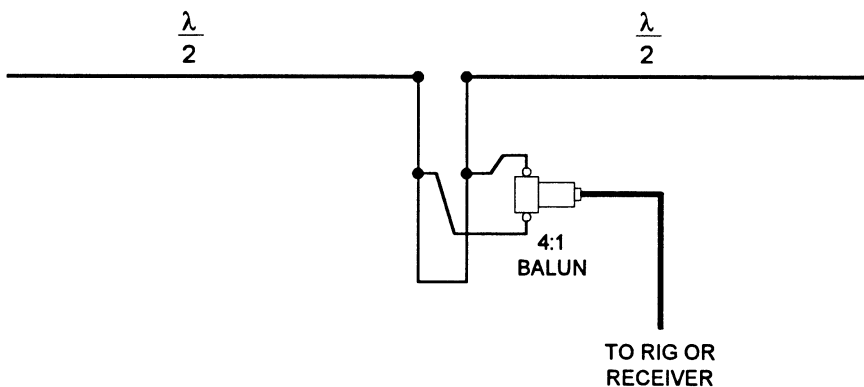 λ
2
λ
2
4:1
BALUN
TO RIG OR
RECEIVER